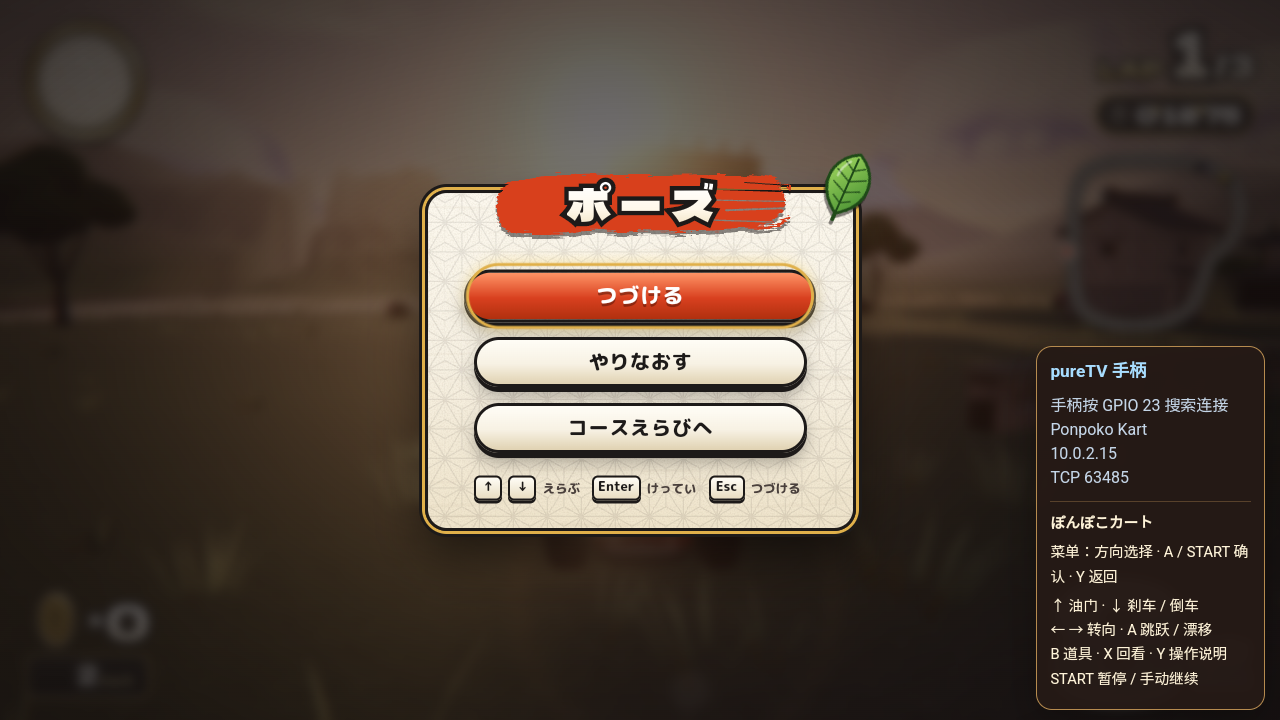 ポーズ
つづける
やりなおす
コースえらびへ
↑ ↓ えらぶ Enter けってい Esc つづける
1
pureTV 手柄
手柄按 GPIO 23 搜索连接
Ponpoko Kart
10.0.2.15
TCP 63485
ぽんぽこカート
菜单：方向选择 · A / START 确
认 · Y 返回
↑ 油门 · ↓ 刹车 / 倒车
← → 转向 · A 跳跃 / 漂移
B 道具 · X 回看 · Y 操作说明
START 暂停 / 手动继续